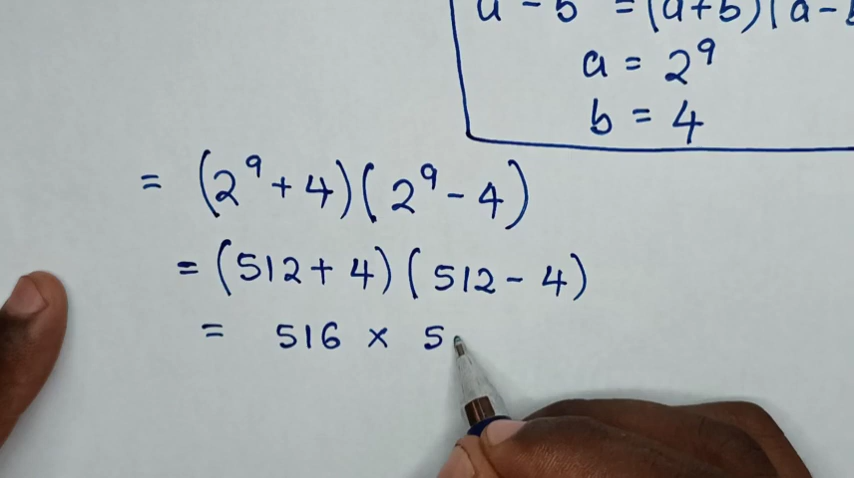 a - b = (a+b)(a-b
a = 2⁹
b = 4
= (2⁹ + 4)(2⁹ - 4)
= (512 + 4)(512 - 4)
= 516 × 5